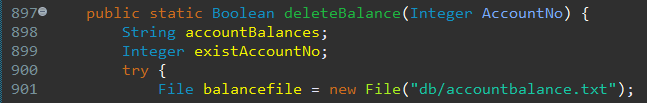 897 public static Boolean deleteBalance(Integer AccountNo) {
898 String accountBalances;
899 Integer existAccountNo;
900 try {
901 File balancefile = new File("db/accountbalance.txt");